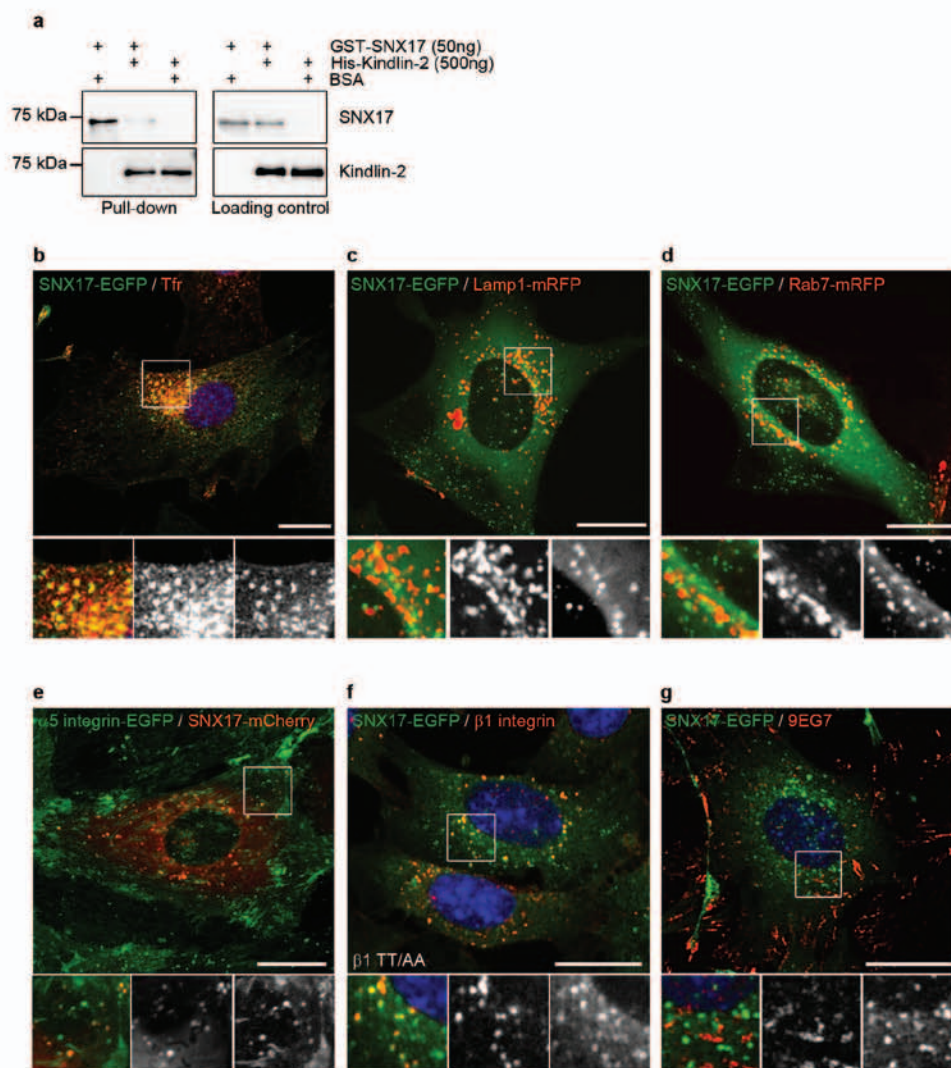 a
+ + GST-SNX17 (50ng)
+ + His-Kindlin-2 (500ng)
+ + BSA
+ +
+ +
+ +
75 kDa
SNX17
75 kDa
Kindlin-2
Pull-down
Loading control
b
SNX17-EGFP / Tfr
c
SNX17-EGFP / Lamp1-mRFP
d
SNX17-EGFP / Rab7-mRFP
e
α5 integrin-EGFP / SNX17-mCherry
f
SNX17-EGFP / β1 integrin
β1 TT/AA
g
SNX17-EGFP / 9EG7